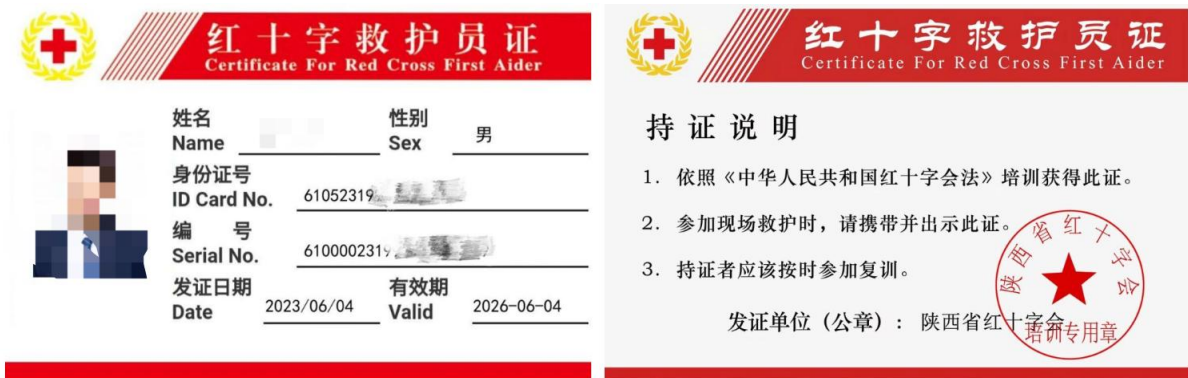 红十字救护员证
Certificate For Red Cross First Aider
姓名
Name
性别
Sex
男
身份证号
ID Card No.
61052319
编 号
Serial No.
6100002319
发证日期
Date
2023/06/04
有效期
Valid
2026-06-04
红十字救护员证
Certificate For Red Cross First Aider
持证说明
1. 依照《中华人民共和国红十字会法》培训获得此证。
2. 参加现场救护时，请携带并出示此证。
3. 持证者应该按时参加复训。
发证单位（公章）: 陕西省红十字会
陕西省红十字会
培训专用章